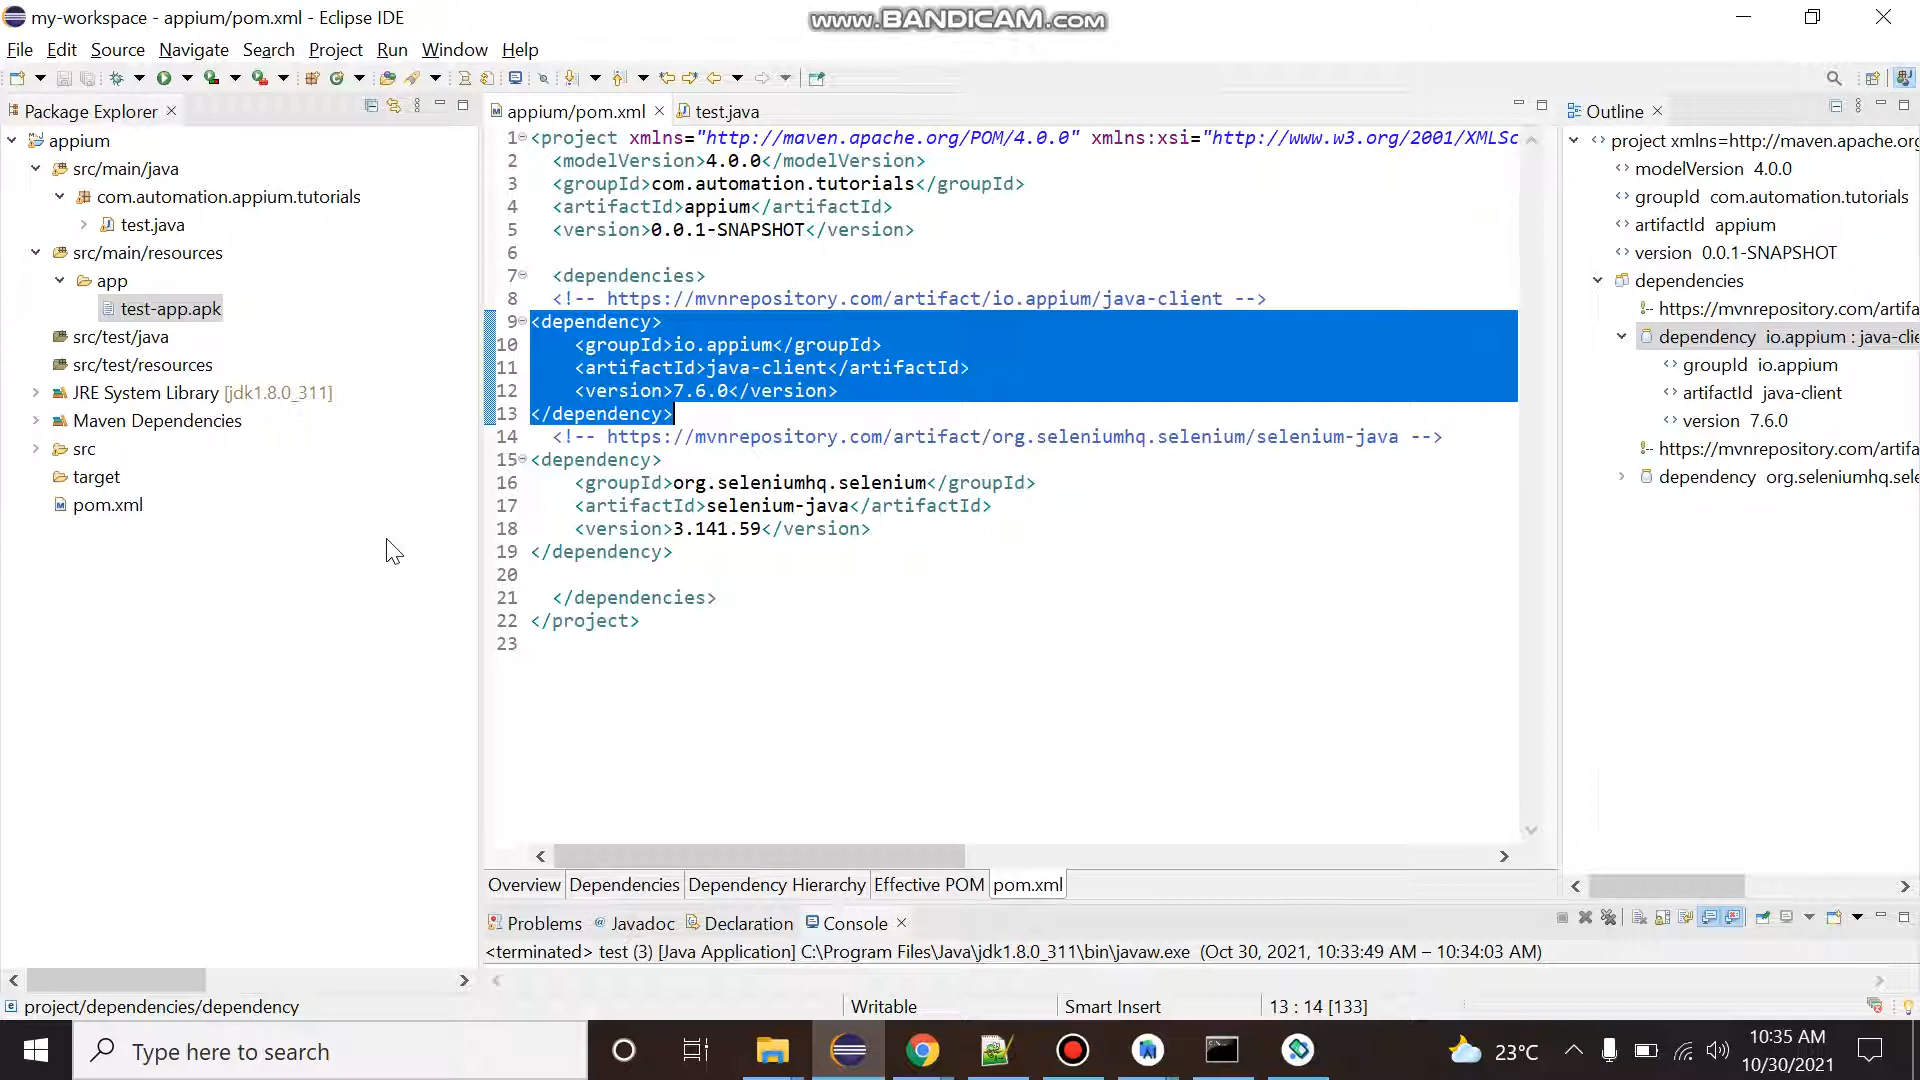 my-workspace - appium/pom.xml - Eclipse IDE
www.BANDICAM.com
File Edit Source Navigate Search Project Run Window Help
Package Explorer
appium
src/main/java
com.automation.appium.tutorials
test.java
src/main/resources
app
test-app.apk
src/test/java
src/test/resources
JRE System Library [jdk1.8.0_311]
Maven Dependencies
src
target
pom.xml
appium/pom.xml test.java
1 <project xmlns="http://maven.apache.org/POM/4.0.0" xmlns:xsi="http://www.w3.org/2001/XMLSc
2 <modelVersion>4.0.0</modelVersion>
3 <groupId>com.automation.tutorials</groupId>
4 <artifactId>appium</artifactId>
5 <version>0.0.1-SNAPSHOT</version>
6
7 <dependencies>
8 <!-- https://mvnrepository.com/artifact/io.appium/java-client -->
9 <dependency>
10 <groupId>io.appium</groupId>
11 <artifactId>java-client</artifactId>
12 <version>7.6.0</version>
13 </dependency>
14 <!-- https://mvnrepository.com/artifact/org.seleniumhq.selenium/selenium-java -->
15 <dependency>
16 <groupId>org.seleniumhq.selenium</groupId>
17 <artifactId>selenium-java</artifactId>
18 <version>3.141.59</version>
19 </dependency>
20
21 </dependencies>
22 </project>
23
Overview Dependencies Dependency Hierarchy Effective POM pom.xml
Outline
project xmlns=http://maven.apache.org
modelVersion 4.0.0
groupId com.automation.tutorials
artifactId appium
version 0.0.1-SNAPSHOT
dependencies
https://mvnrepository.com/artifa
dependency io.appium : java-clie
groupId io.appium
artifactId java-client
version 7.6.0
https://mvnrepository.com/artifa
dependency org.seleniumhq.sele
Problems @ Javadoc Declaration Console
<terminated> test (3) [Java Application] C:\Program Files\Java\jdk1.8.0_311\bin\javaw.exe (Oct 30, 2021, 10:33:49 AM – 10:34:03 AM)
project/dependencies/dependency Writable Smart Insert 13 : 14 [133]
Type here to search
23°C
10:35 AM
10/30/2021